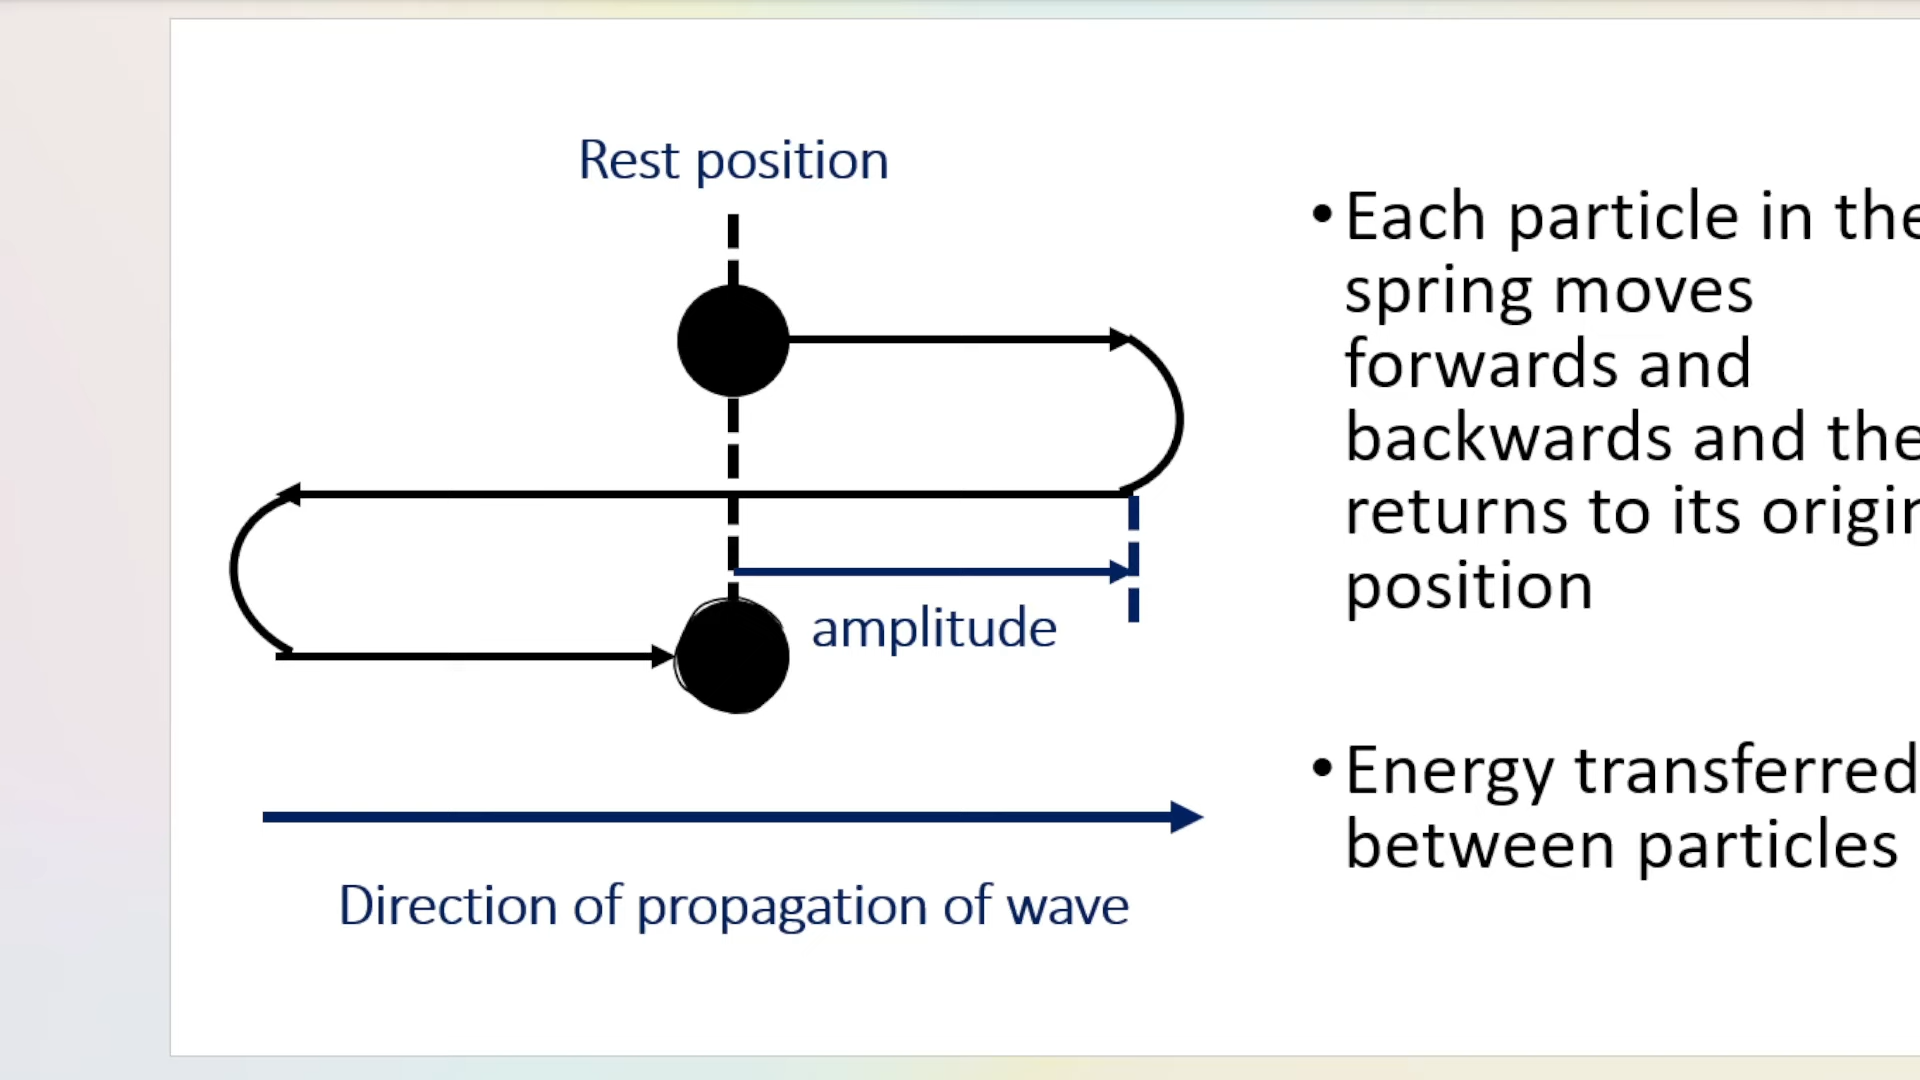 Rest position
amplitude
Direction of propagation of wave
• Each particle in the
spring moves
forwards and
backwards and the
returns to its origin
position
• Energy transferred
between particles